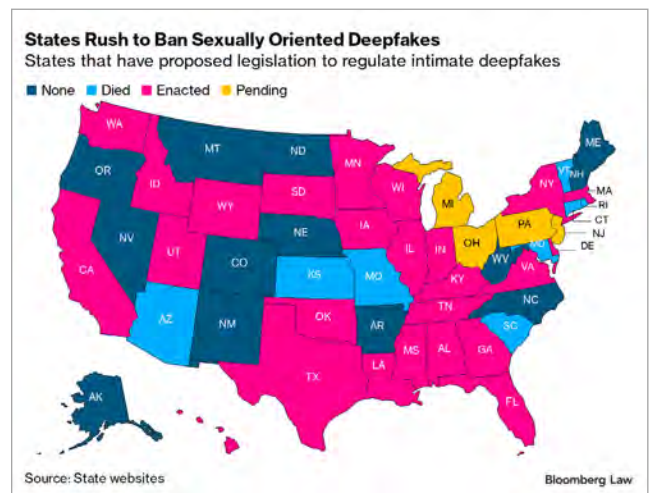 States Rush to Ban Sexually Oriented Deepfakes
States that have proposed legislation to regulate intimate deepfakes
None Died Enacted Pending
WA
MT
ND
MN
ME
OR
ID
SD
WI
NY
VT
NH
MA
WY
MI
RI
CT
IA
NE
PA
NJ
NV
OH
DE
UT
IL
IN
MD
CO
WV
CA
KS
MO
VA
KY
NC
TN
AZ
OK
NM
AR
SC
MS
AL
GA
TX
LA
FL
AK
Source: State websites
Bloomberg Law